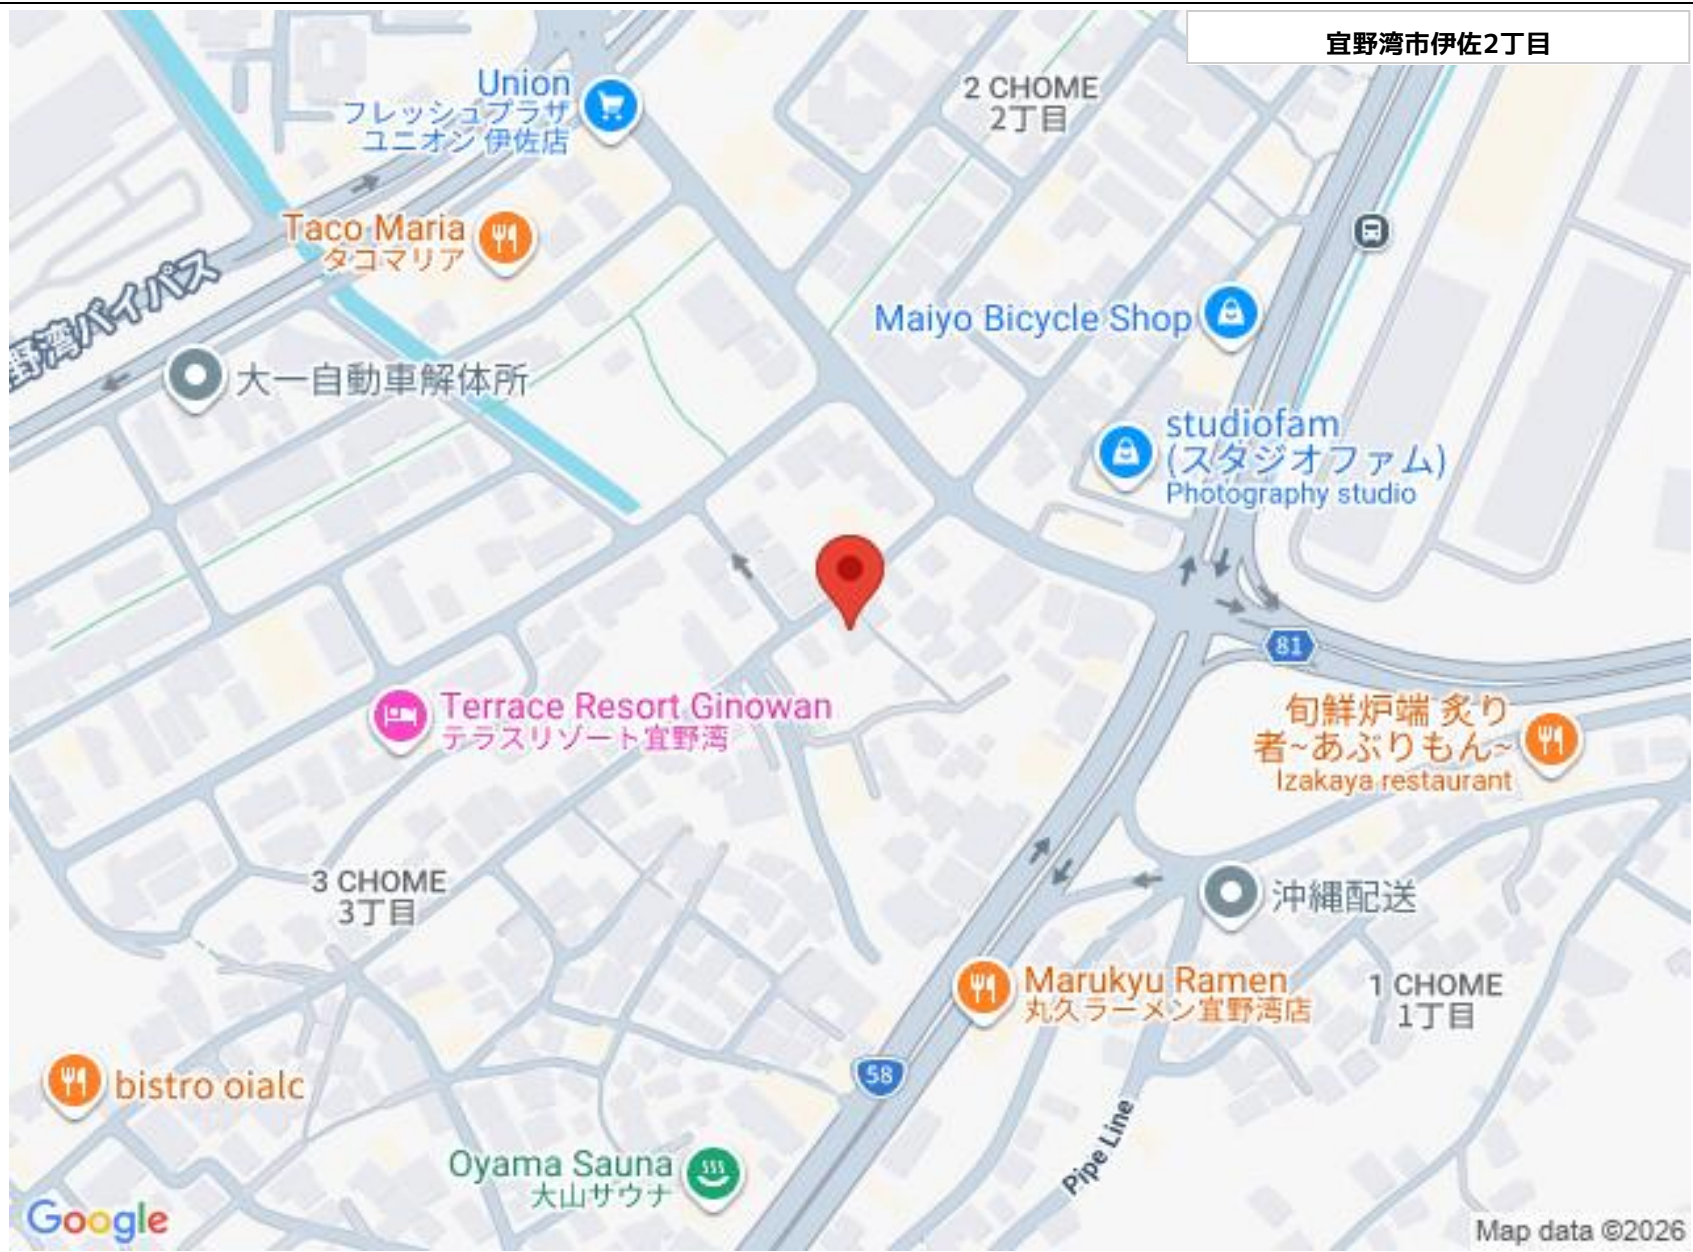 宜野湾市伊佐2丁目
Union
フレッシュプラザ
ユニオン 伊佐店
2 CHOME
2丁目
Taco Maria
タコマリア
野湾バイパス
Maiyo Bicycle Shop
大一自動車解体所
studiofam
(スタジオファム)
Photography studio
81
Terrace Resort Ginowan
テラスリゾート宜野湾
旬鮮炉端 炙り
者~あぶりもん~
Izakaya restaurant
3 CHOME
3丁目
沖縄配送
Marukyu Ramen
丸久ラーメン宜野湾店
1 CHOME
1丁目
58
bistro oialc
Pipe Line
Oyama Sauna
大山サウナ
Google
Map data ©2026